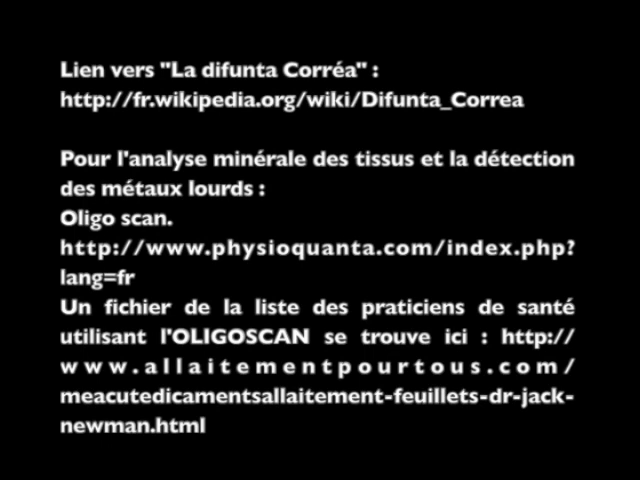 Lien vers "La difunta Corréa" :
http://fr.wikipedia.org/wiki/Difunta_Correa
Pour l'analyse minérale des tissus et la détection
des métaux lourds :
Oligo scan.
http://www.physioquanta.com/index.php?
lang=fr
Un fichier de la liste des praticiens de santé
utilisant l'OLIGOSCAN se trouve ici : http://
www.allaitementpourtous.com/
meacutedicamentsallaitement-feuillets-dr-jack-
newman.html